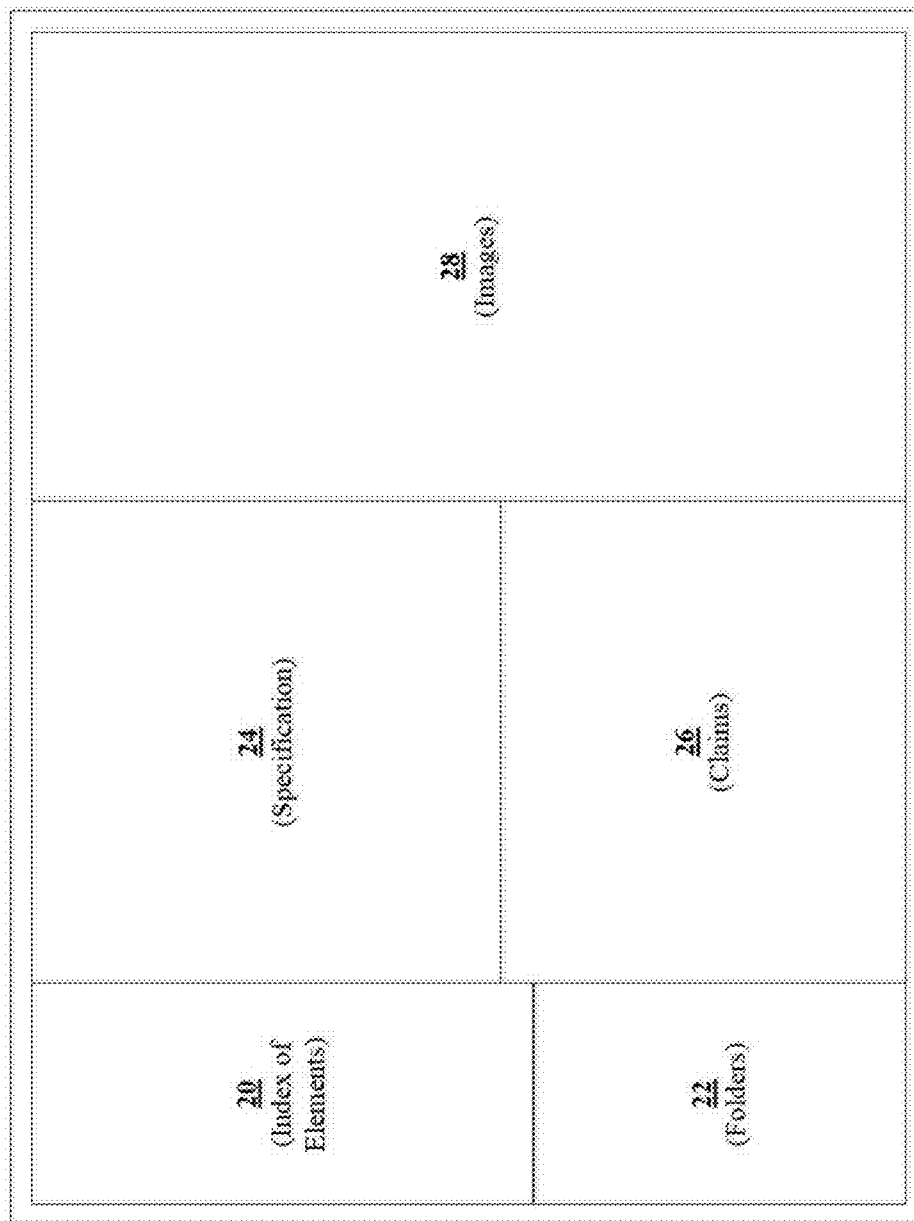 20
(Index of
Elements)
22
(Folders)
24
(Specification)
26
(Claims)
28
(Images)